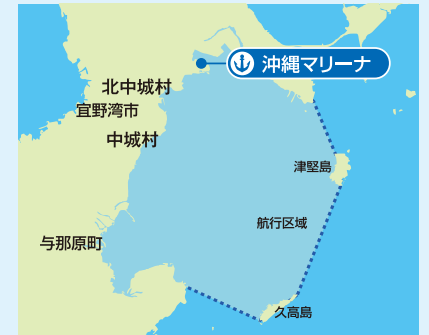 沖縄マリーナ
北中城村
宜野湾市
中城村
津堅島
航行区域
与那原町
久高島